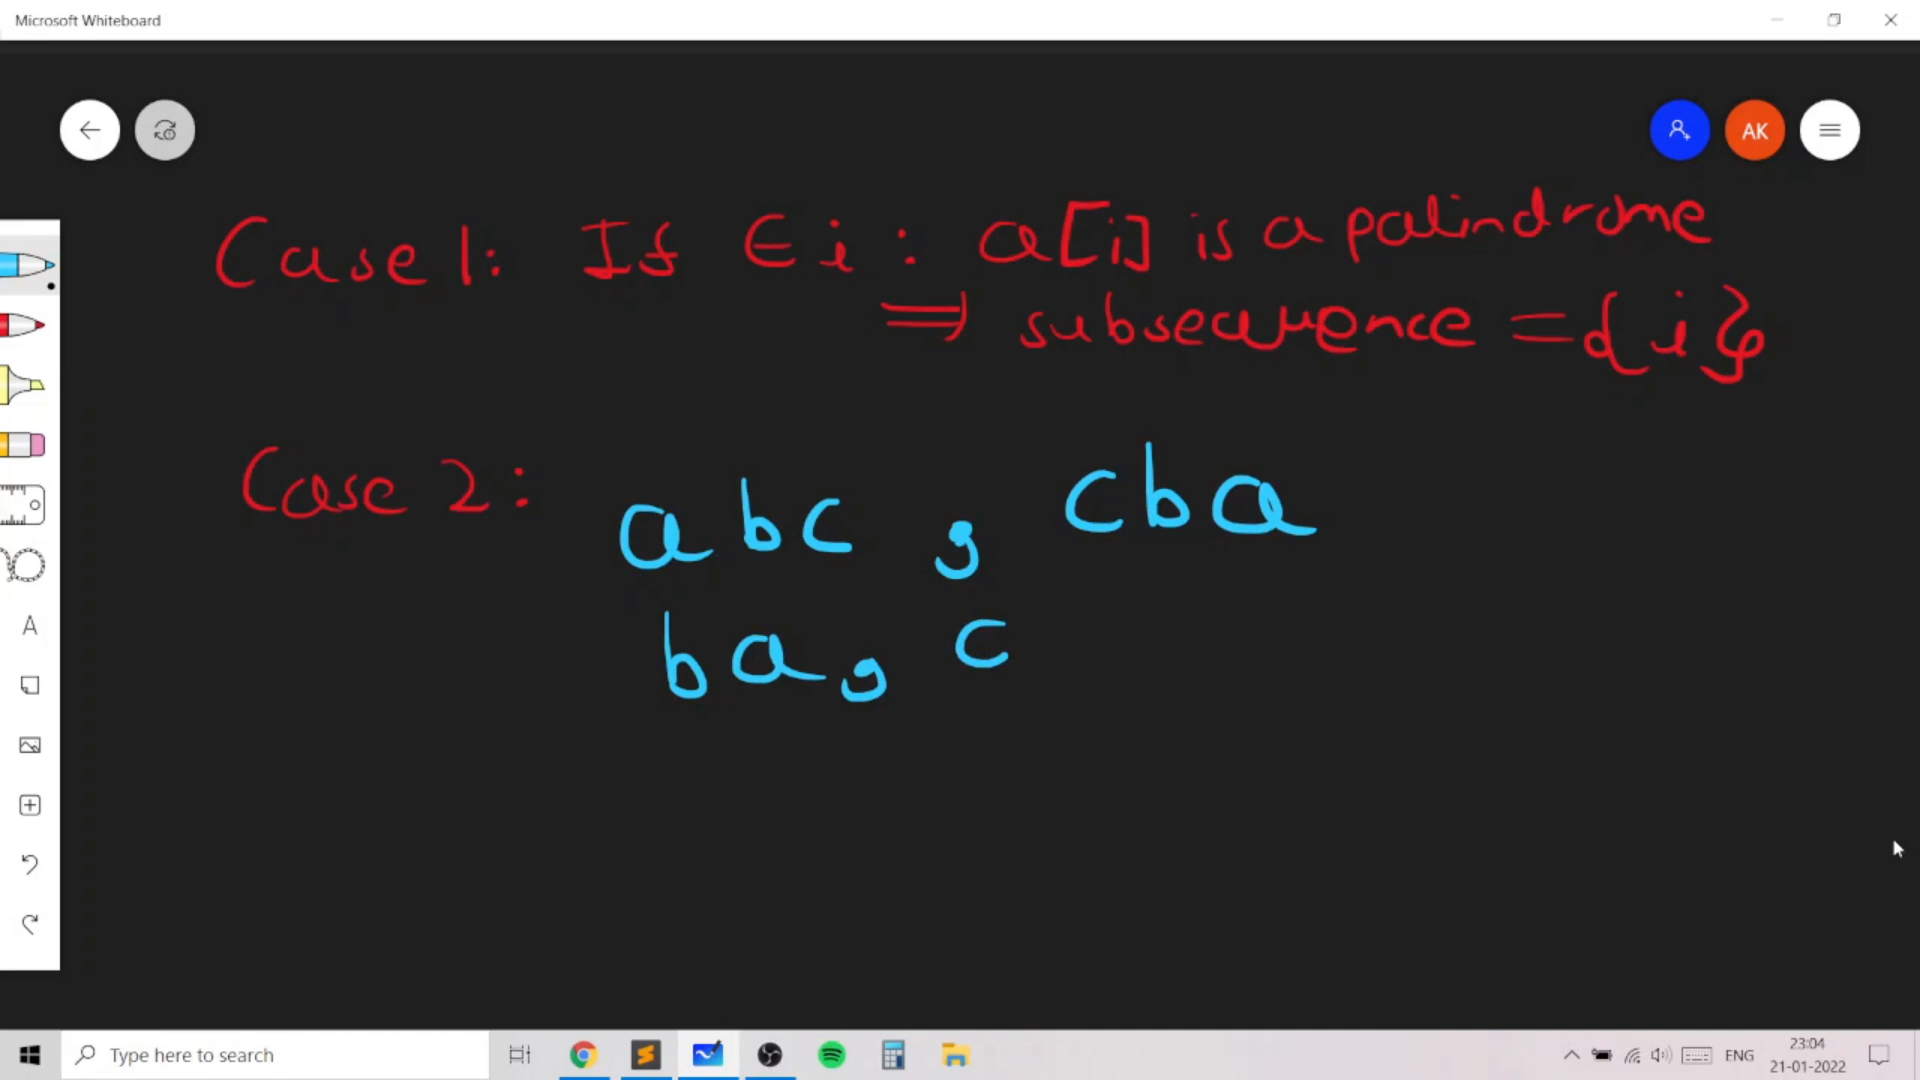 Microsoft Whiteboard
AK
Case 1: If ∈ i : a[i] is a palindrome
⇒ subsequence = {i}
Case 2: abc , cba
ba , c
A
Type here to search
ENG
23:04
21-01-2022